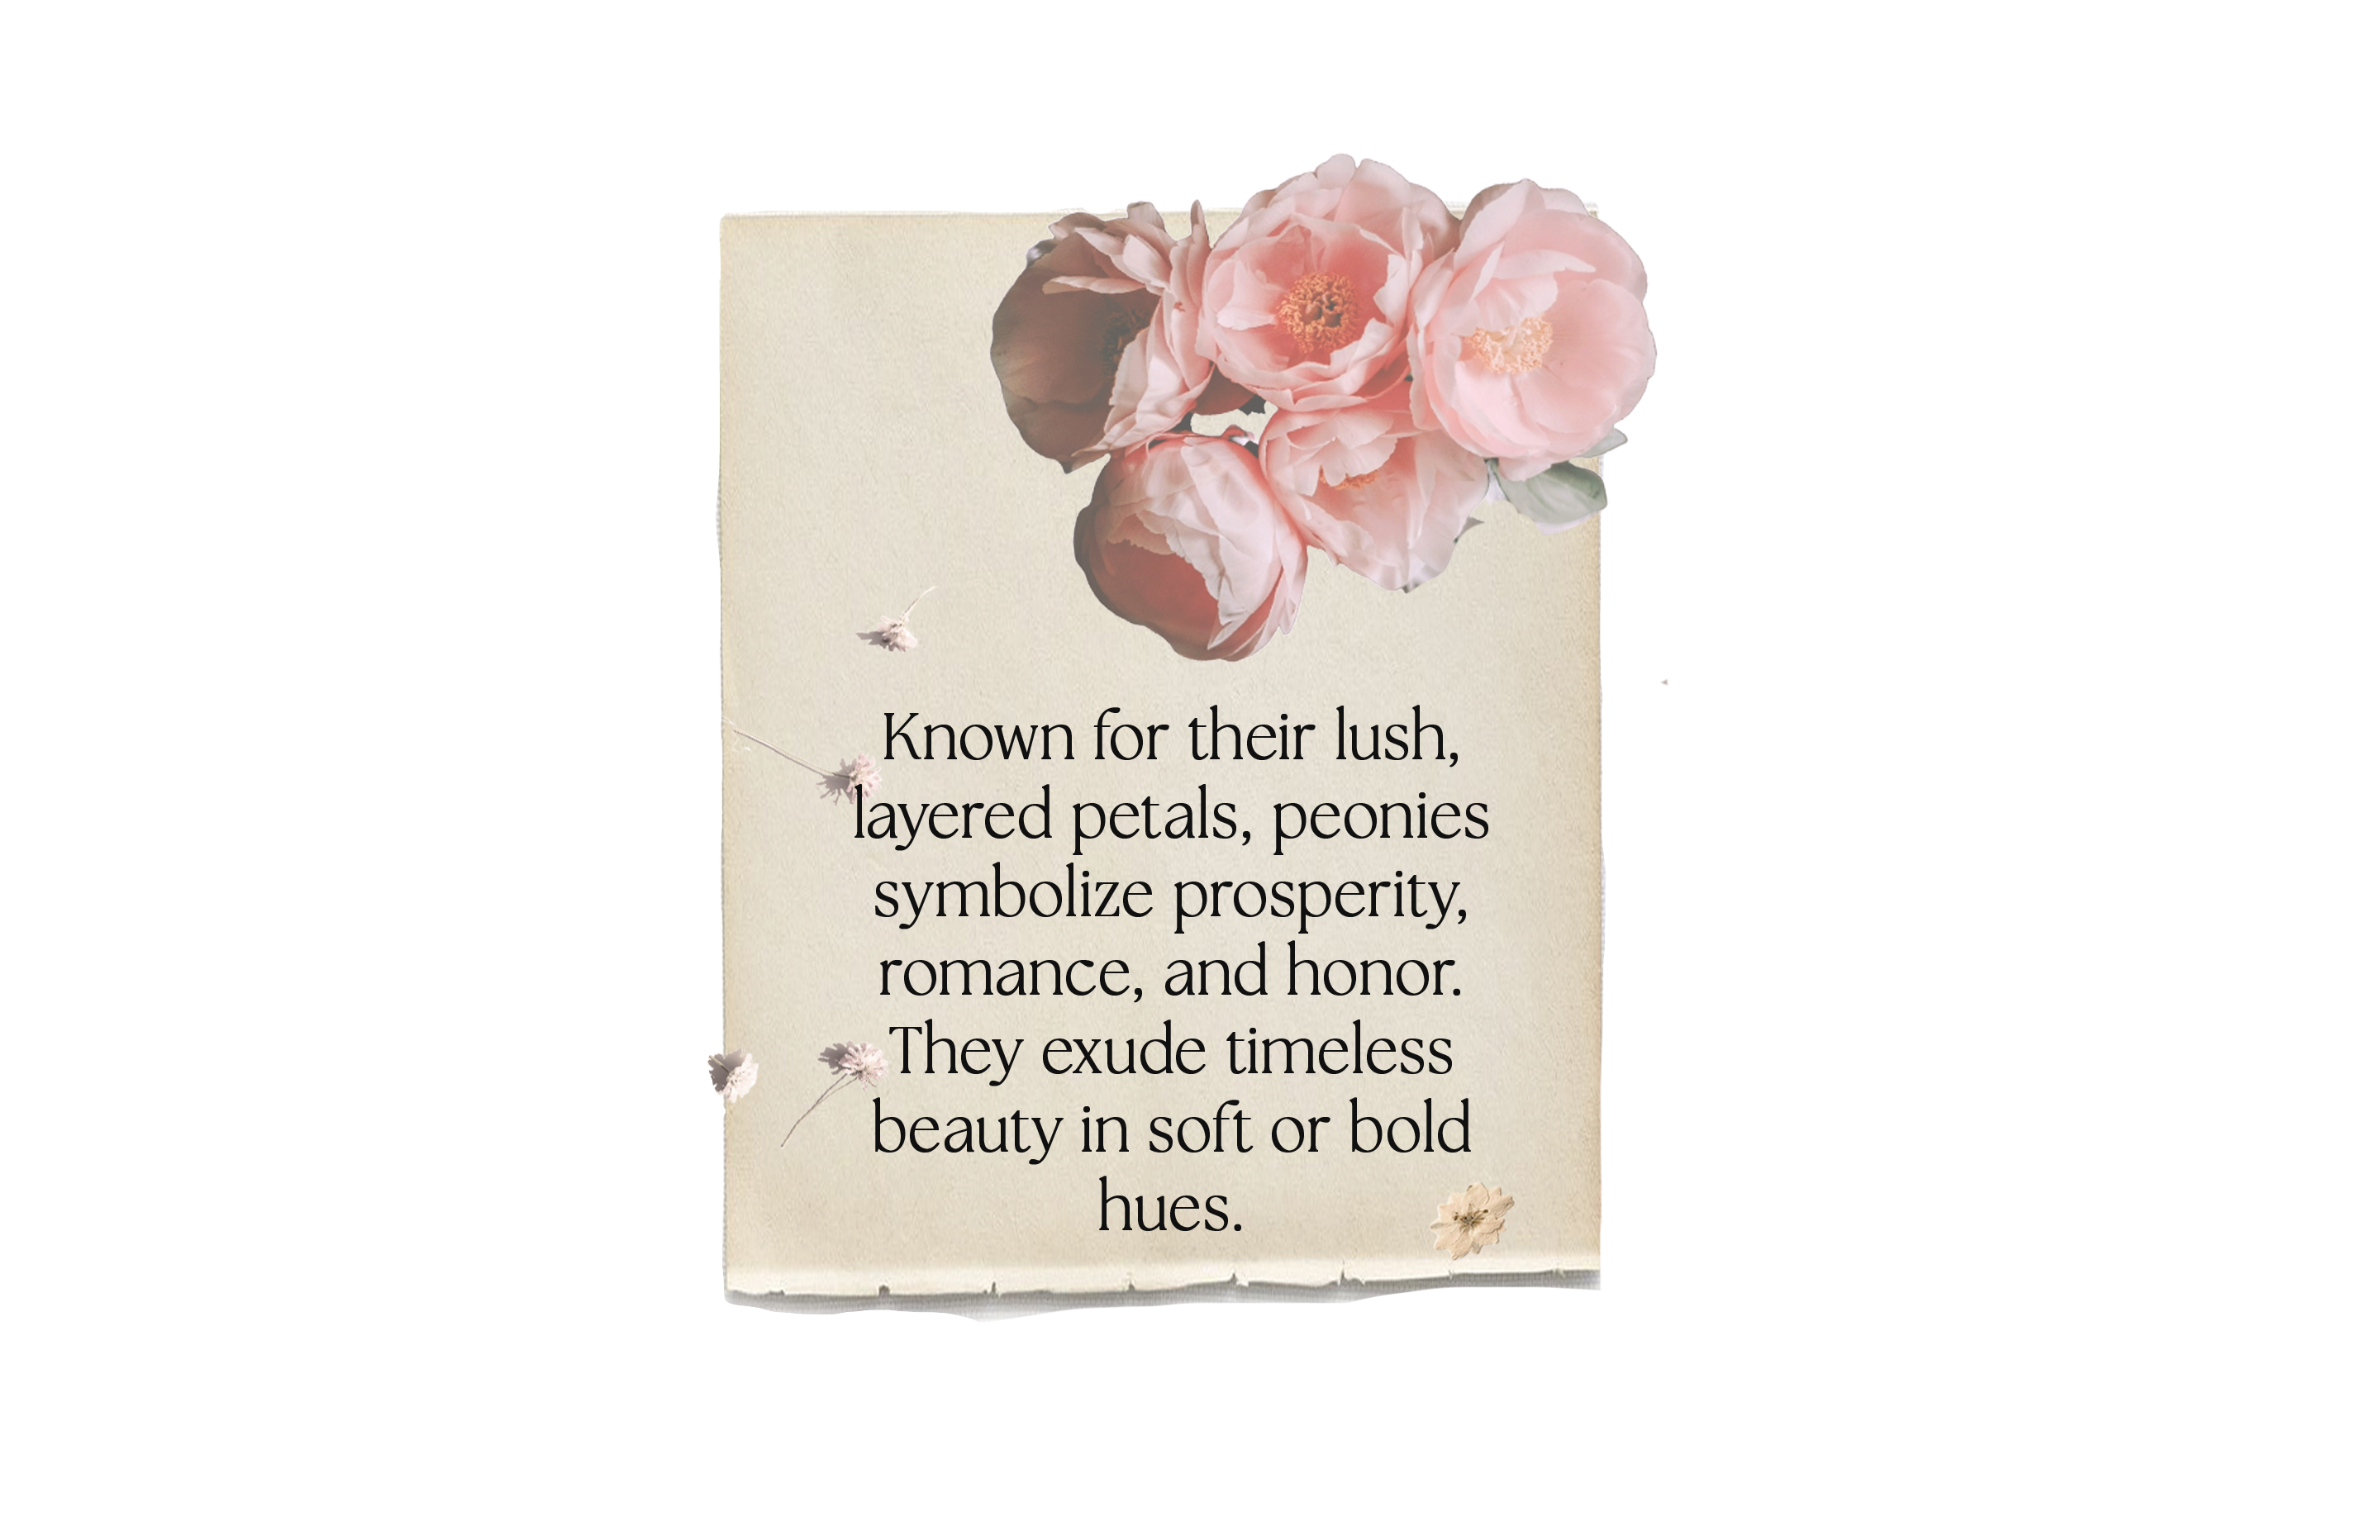 Known for their lush,
layered petals, peonies
symbolize prosperity,
romance, and honor.
They exude timeless
beauty in soft or bold
hues.